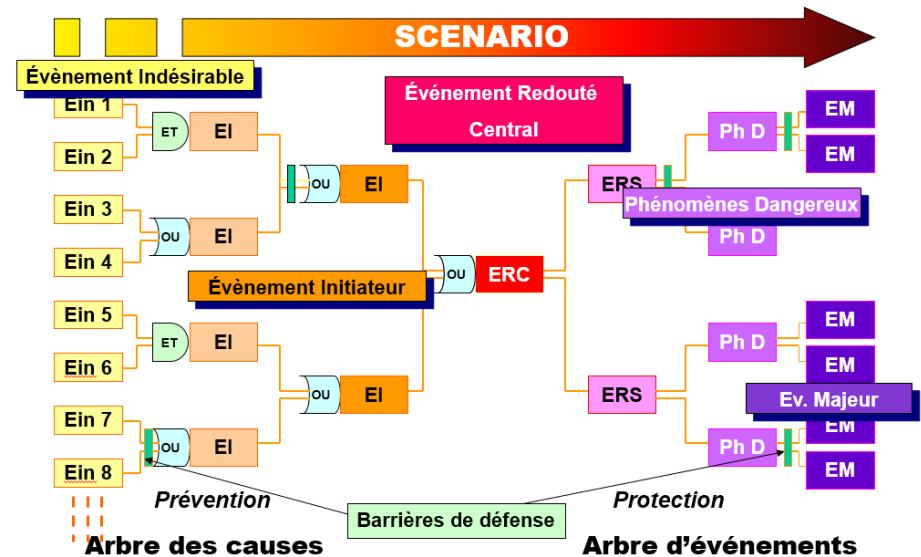 SCENARIO
Évènement Indésirable
Ein 1
Ein 2
Ein 3
Ein 4
Ein 5
Ein 6
Ein 7
Ein 8
ET
OU
ET
OU
EI
EI
EI
EI
OU
OU
EI
EI
Évènement Initiateur
OU
ERC
Événement Redouté
Central
ERS
ERS
Phénomènes Dangereux
Ph D
Ph D
Ph D
Ph D
EM
EM
EM
EM
EM
EM
Ev. Majeur
Prévention
Barrières de défense
Protection
Arbre des causes
Arbre d'événements